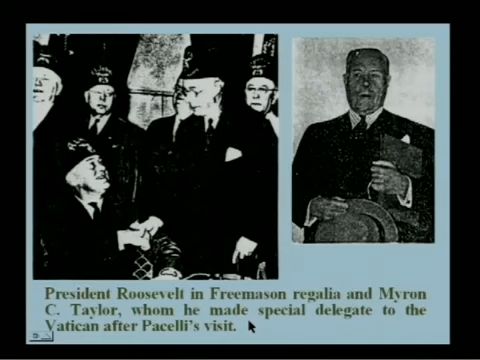 President Roosevelt in Freemason regalia and Myron
C. Taylor, whom he made special delegate to the
Vatican after Pacelli's visit.